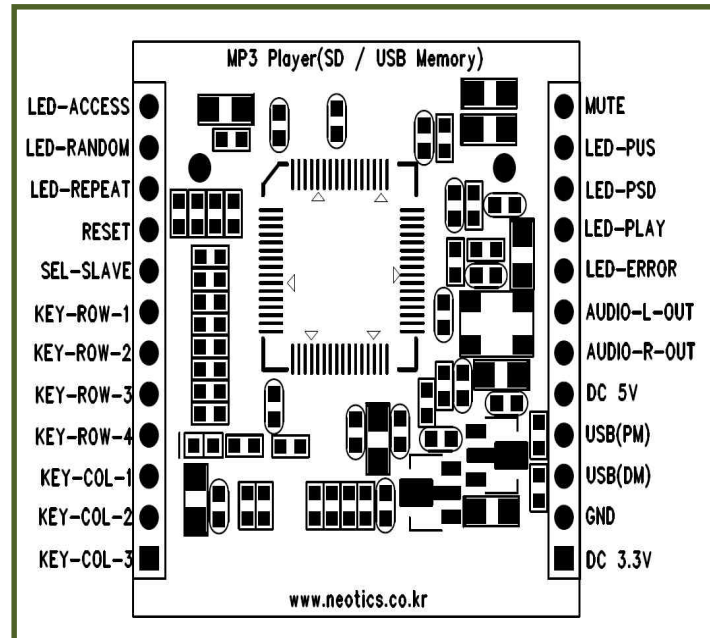 MP3 Player(SD / USB Memory)
LED-ACCESS
LED-RANDOM
LED-REPEAT
RESET
SEL-SLAVE
KEY-ROW-1
KEY-ROW-2
KEY-ROW-3
KEY-ROW-4
KEY-COL-1
KEY-COL-2
KEY-COL-3
MUTE
LED-PUS
LED-PSD
LED-PLAY
LED-ERROR
AUDIO-L-OUT
AUDIO-R-OUT
DC 5V
USB(PM)
USB(DM)
GND
DC 3.3V
www.neotics.co.kr